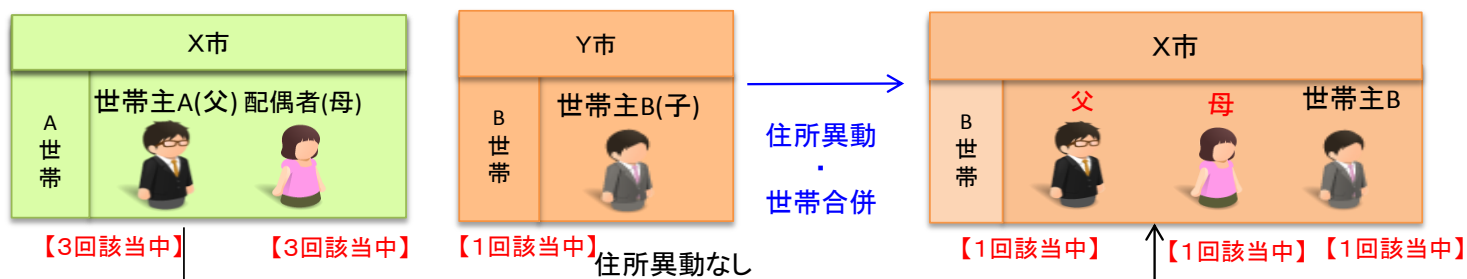 X市
A世帯
世帯主A(父) 配偶者(母)
【3回該当中】 【3回該当中】
Y市
B世帯
世帯主B(子)
【1回該当中】
住所異動なし
住所異動
・
世帯合併
X市
B世帯
父 母 世帯主B
【1回該当中】 【1回該当中】 【1回該当中】